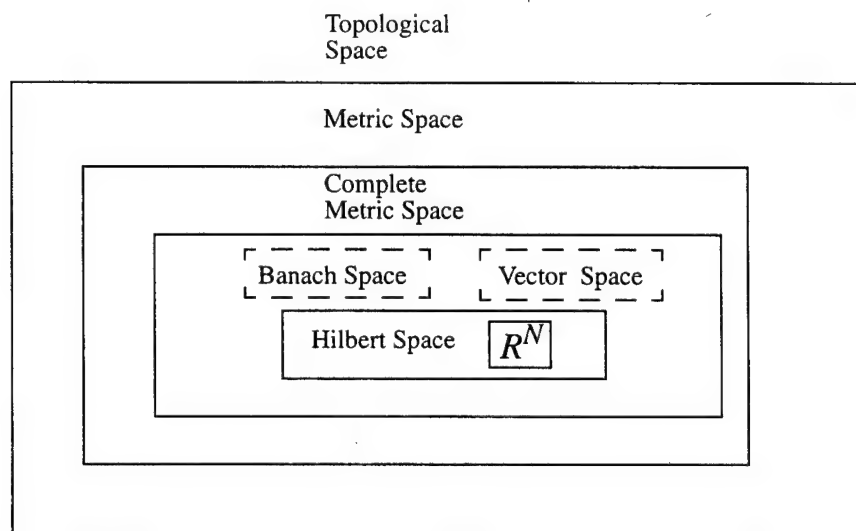 Topological
Space
Metric Space
Complete
Metric Space
Banach Space
Vector Space
Hilbert Space
R^N